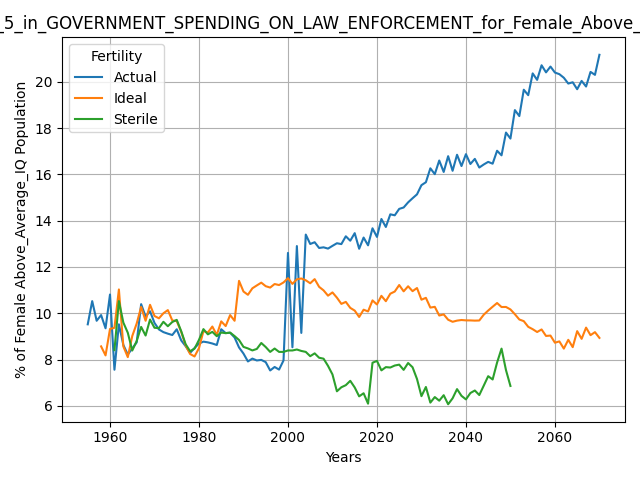 _5_in_GOVERNMENT_SPENDING_ON_LAW_ENFORCEMENT_for_Female_Above_
Fertility
Actual
Ideal
Sterile
% of Female Above_Average_IQ Population
20
18
16
14
12
10
8
6
1960
1980
2000
2020
2040
2060
Years